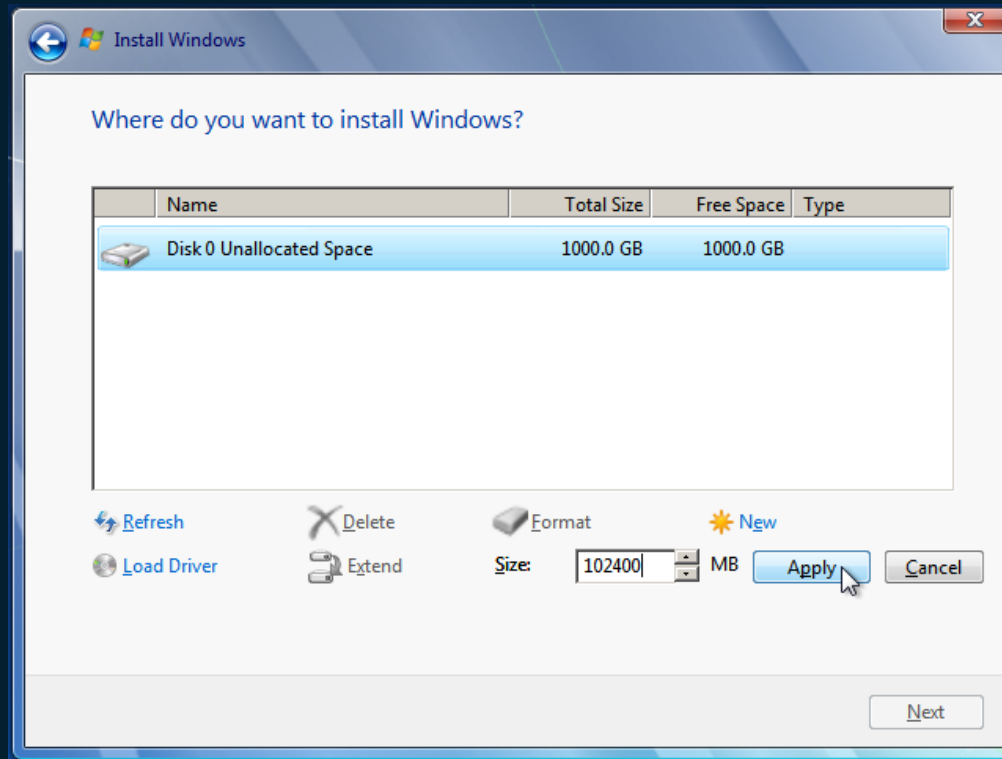 Install Windows
Where do you want to install Windows?
Name Total Size Free Space Type
Disk 0 Unallocated Space 1000.0 GB 1000.0 GB
Refresh Delete Format New
Load Driver Extend Size: 102400 MB Apply Cancel
Next